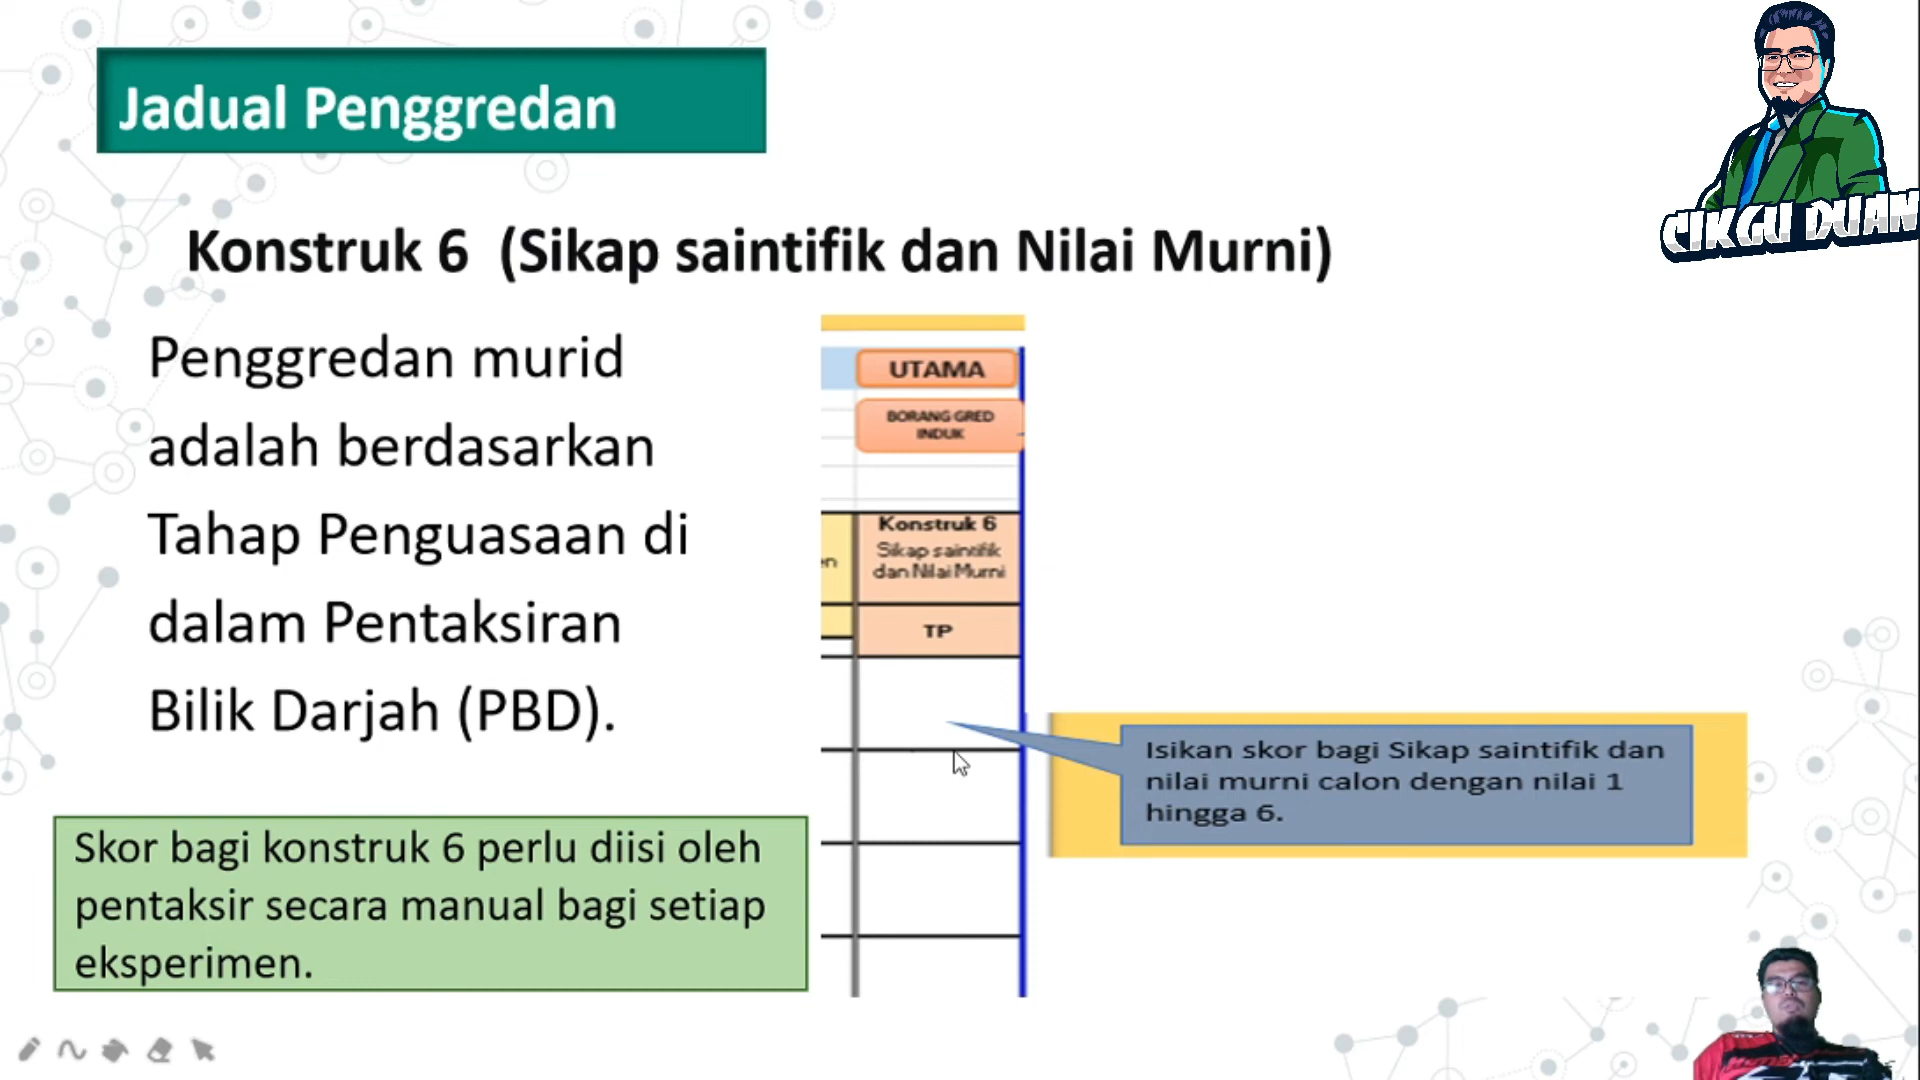 Jadual Penggredan
CIKGU DUAN
Konstruk 6 (Sikap saintifik dan Nilai Murni)
Penggredan murid
adalah berdasarkan
Tahap Penguasaan di
dalam Pentaksiran
Bilik Darjah (PBD).
Skor bagi konstruk 6 perlu diisi oleh
pentaksir secara manual bagi setiap
eksperimen.
UTAMA
BORANG GRED
INDUK
en
Konstruk 6
Sikap saintifik
dan Nilai Murni
TP
Isikan skor bagi Sikap saintifik dan
nilai murni calon dengan nilai 1
hingga 6.